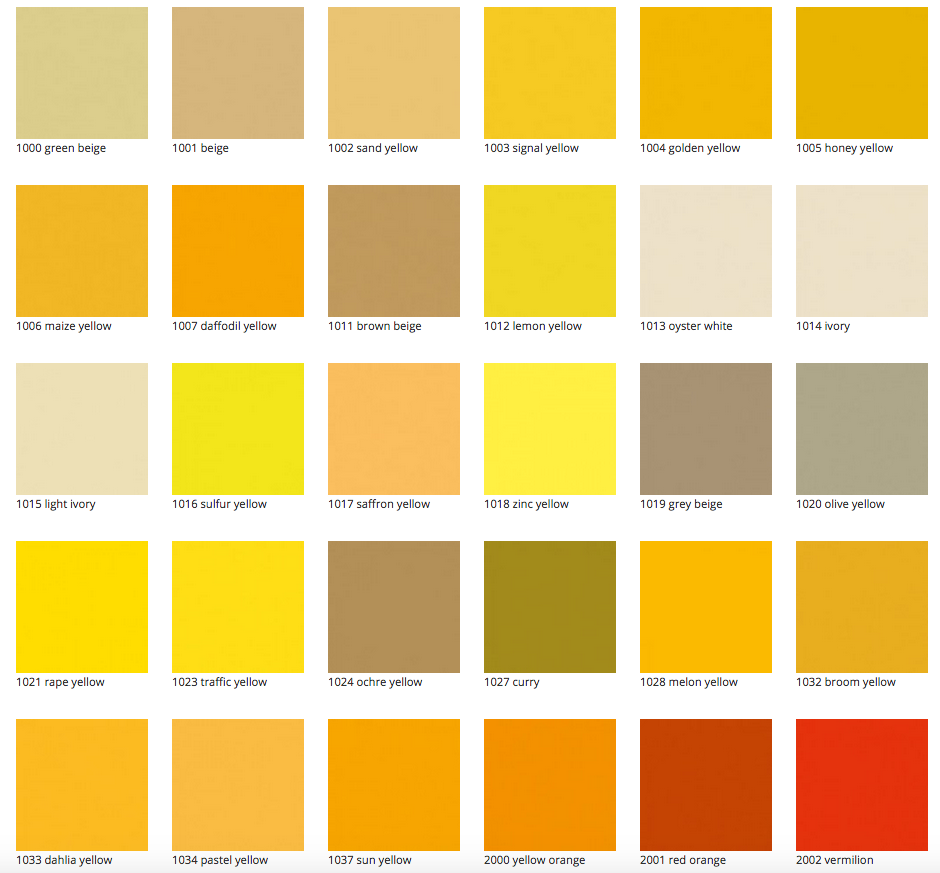 1000 green beige
1001 beige
1002 sand yellow
1003 signal yellow
1004 golden yellow
1005 honey yellow
1006 maize yellow
1007 daffodil yellow
1011 brown beige
1012 lemon yellow
1013 oyster white
1014 ivory
1015 light ivory
1016 sulfur yellow
1017 saffron yellow
1018 zinc yellow
1019 grey beige
1020 olive yellow
1021 rape yellow
1023 traffic yellow
1024 ochre yellow
1027 curry
1028 melon yellow
1032 broom yellow
1033 dahlia yellow
1034 pastel yellow
1037 sun yellow
2000 yellow orange
2001 red orange
2002 vermilion